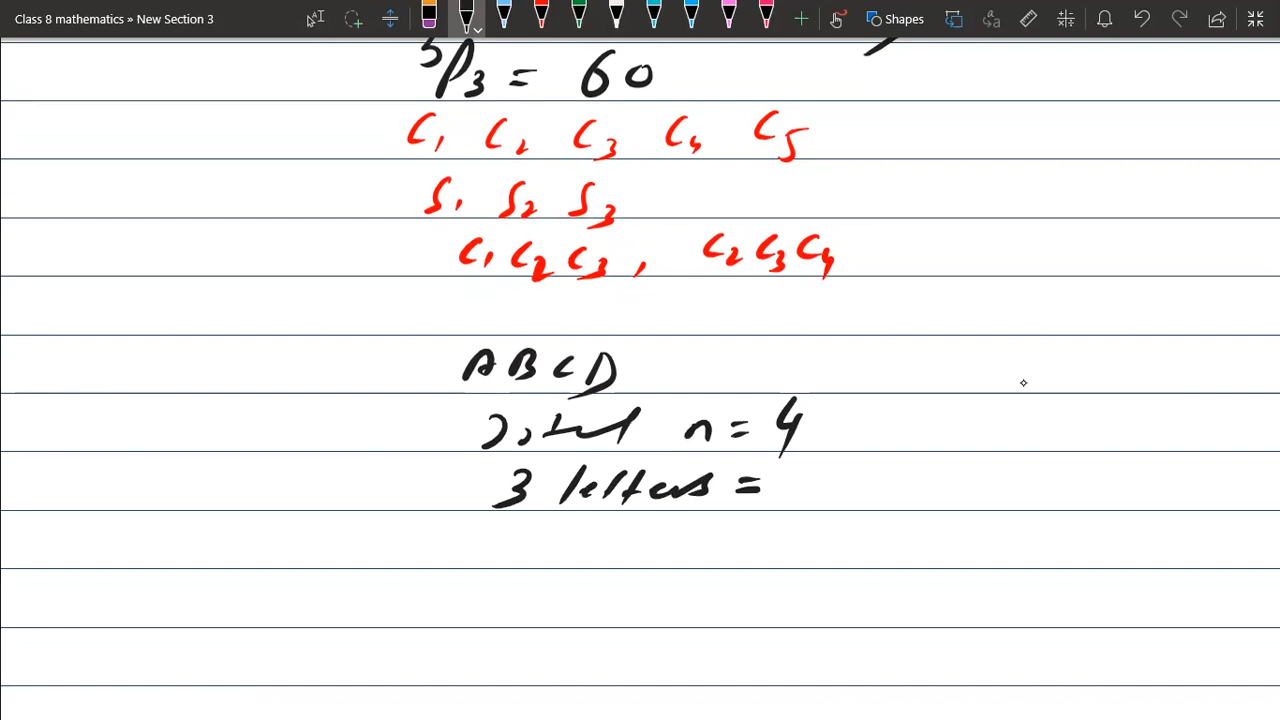 Class 8 mathematics » New Section 3
Shapes
⁵P₃ = 60
C₁ C₂ C₃ C₄ C₅
S₁ S₂ S₃
C₁ C₂ C₃ , C₂ C₃ C₄
A B C D
total n = 4
3 letters =